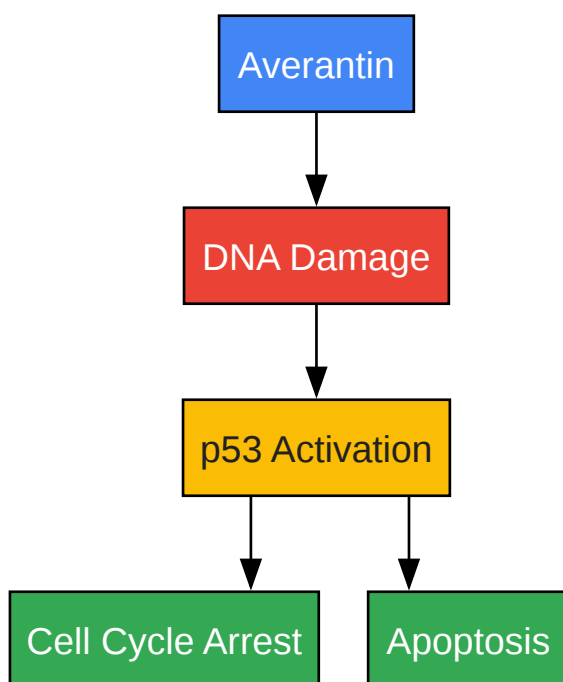 Averantin
DNA Damage
p53 Activation
Cell Cycle Arrest
Apoptosis